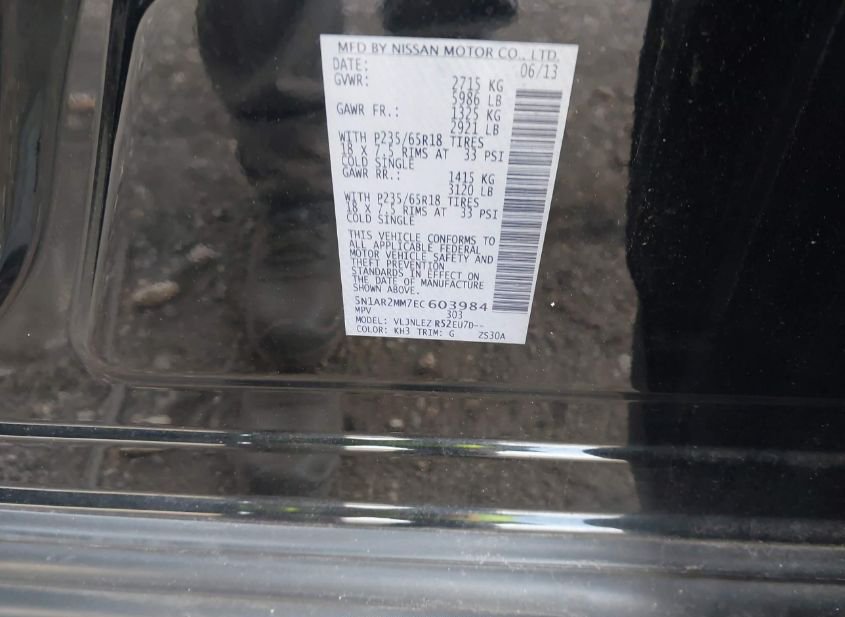 MFD BY NISSAN MOTOR CO., LTD.
DATE: 06/13
GVWR: 2715 KG
5986 LB
GAWR FR.: 1325 KG
2921 LB
WITH P235/65R18 TIRES
18 X 7.5 RIMS AT 33 PSI
COLD SINGLE
GAWR RR.: 1415 KG
3120 LB
WITH P235/65R18 TIRES
18 X 7.5 RIMS AT 33 PSI
COLD SINGLE
THIS VEHICLE CONFORMS TO
ALL APPLICABLE FEDERAL
MOTOR VEHICLE SAFETY AND
THEFT PREVENTION
STANDARDS IN EFFECT ON
THE DATE OF MANUFACTURE
SHOWN ABOVE.
5N1AR2MM7EC603984
MPV 303
MODEL: VLJNLEZ R52EU7D--
COLOR: KH3 TRIM: G ZS30A